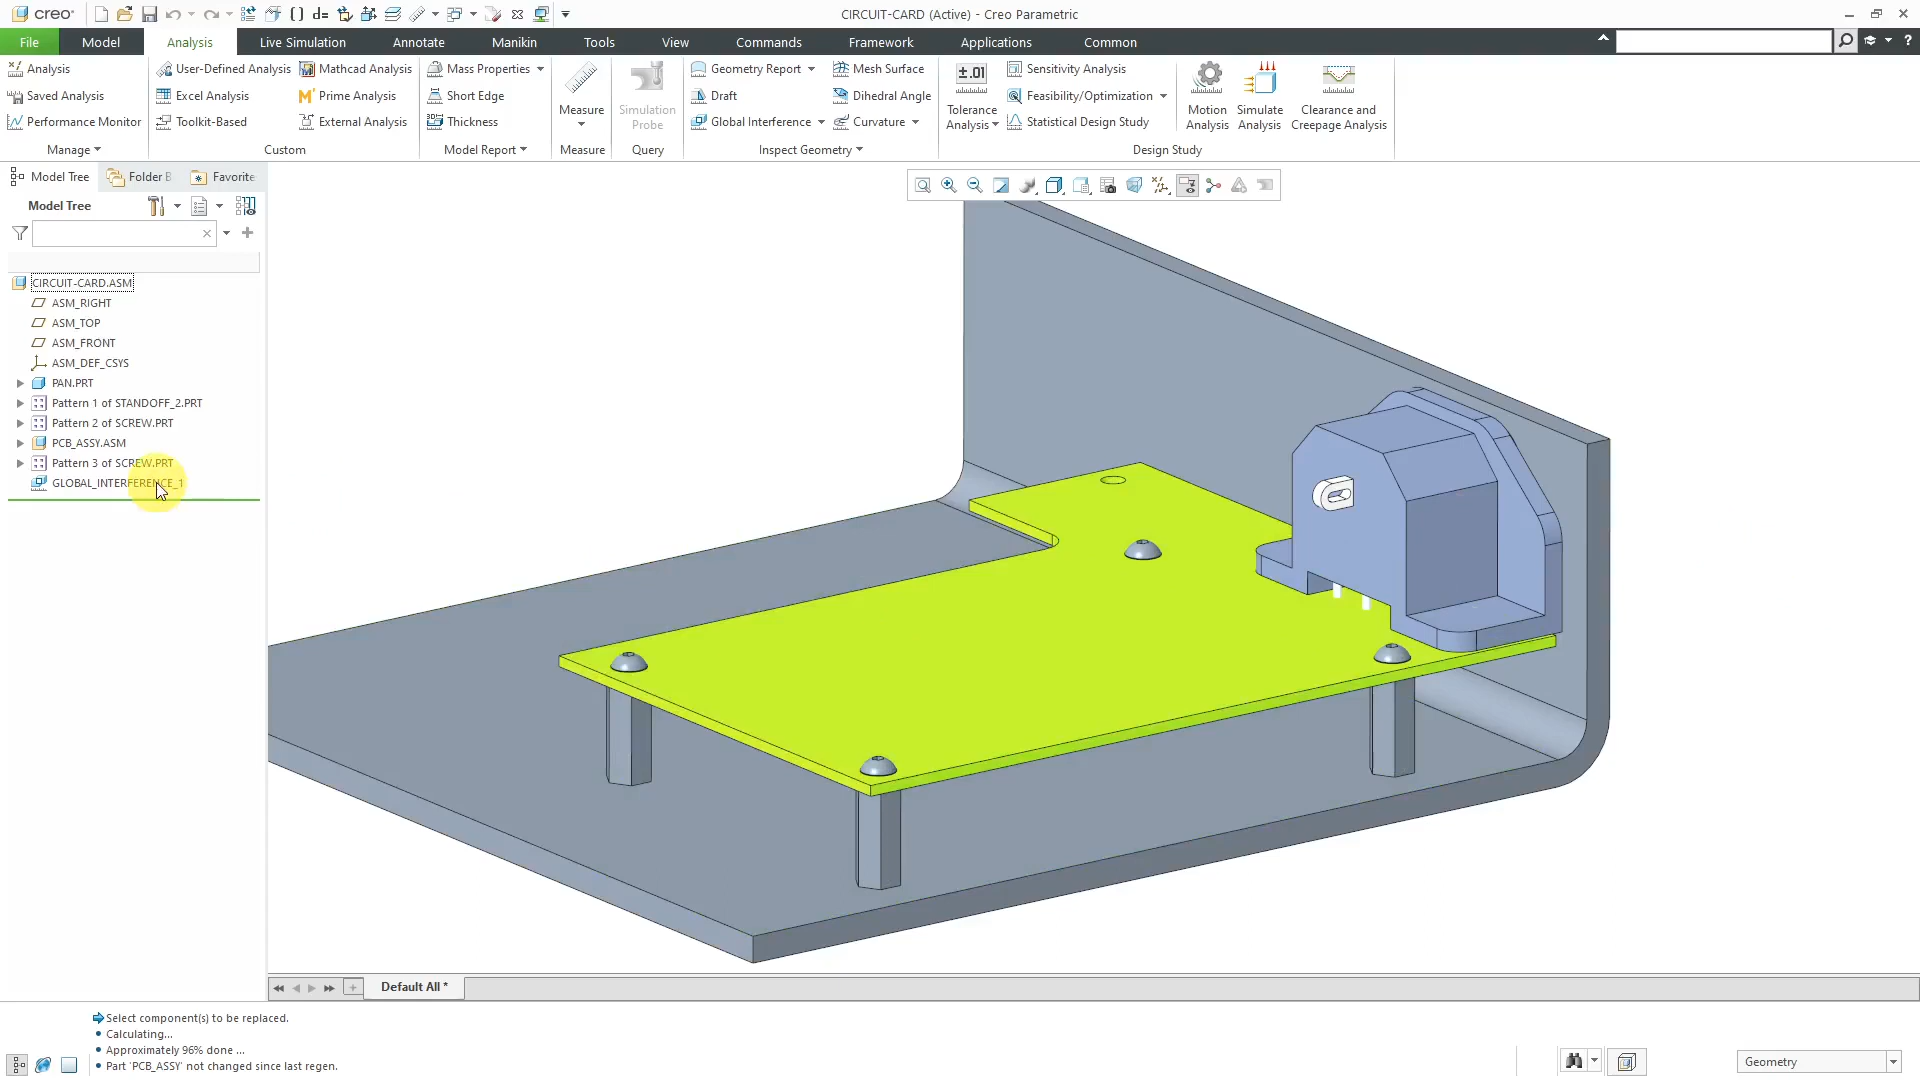 creo
CIRCUIT-CARD (Active) - Creo Parametric
File
Model
Analysis
Live Simulation
Annotate
Manikin
Tools
View
Commands
Framework
Applications
Common
Analysis
User-Defined Analysis
Mathcad Analysis
Mass Properties
Geometry Report
Mesh Surface
Sensitivity Analysis
Saved Analysis
Excel Analysis
Prime Analysis
Short Edge
Draft
Dihedral Angle
Feasibility/Optimization
Performance Monitor
Toolkit-Based
External Analysis
Thickness
Global Interference
Curvature
Statistical Design Study
Measure
Simulation
Probe
±.01
Tolerance
Analysis
Motion
Analysis
Simulate
Analysis
Clearance and
Creepage Analysis
Manage
Custom
Model Report
Measure
Query
Inspect Geometry
Design Study
Model Tree
Folder B
Favorite
Model Tree
CIRCUIT-CARD.ASM
ASM_RIGHT
ASM_TOP
ASM_FRONT
ASM_DEF_CSYS
PAN.PRT
Pattern 1 of STANDOFF_2.PRT
Pattern 2 of SCREW.PRT
PCB_ASSY.ASM
Pattern 3 of SCREW.PRT
GLOBAL_INTERFERENCE_1
Default All *
Select component(s) to be replaced.
• Calculating...
• Approximately 96% done ...
• Part 'PCB_ASSY' not changed since last regen.
Geometry